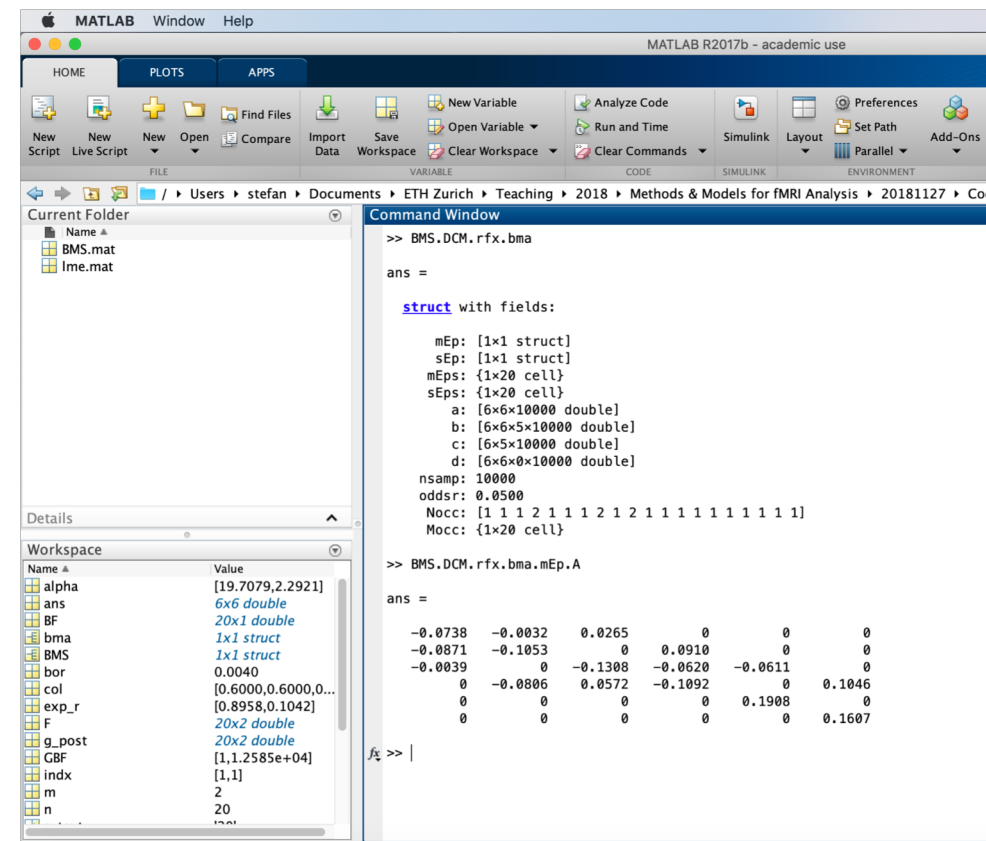 MATLAB Window Help
MATLAB R2017b - academic use
HOME PLOTS APPS
New Script
New Live Script
New
Open
Find Files
Compare
Import Data
Save Workspace
New Variable
Open Variable
Clear Workspace
Analyze Code
Run and Time
Clear Commands
Simulink
Layout
Preferences
Set Path
Parallel
Add-Ons
FILE VARIABLE CODE SIMULINK ENVIRONMENT
/ Users stefan Documents ETH Zurich Teaching 2018 Methods & Models for fMRI Analysis 20181127 Co
Current Folder
Name
BMS.mat
lme.mat
Details
Workspace
Name Value
alpha [19.7079,2.2921]
ans 6x6 double
BF 20x1 double
bma 1x1 struct
BMS 1x1 struct
bor 0.0040
col [0.6000,0.6000,0...
exp_r [0.8958,0.1042]
F 20x2 double
g_post 20x2 double
GBF [1,1.2585e+04]
indx [1,1]
m 2
n 20
Command Window
>> BMS.DCM.rfx.bma
ans =
struct with fields:
mEp: [1×1 struct]
sEp: [1×1 struct]
mEps: {1×20 cell}
sEps: {1×20 cell}
a: [6×6×10000 double]
b: [6×6×5×10000 double]
c: [6×5×10000 double]
d: [6×6×0×10000 double]
nsamp: 10000
oddsr: 0.0500
Nocc: [1 1 1 2 1 1 1 2 1 2 1 1 1 1 1 1 1 1 1 1]
Mocc: {1×20 cell}
>> BMS.DCM.rfx.bma.mEp.A
ans =
-0.0738 -0.0032 0.0265 0 0 0
-0.0871 -0.1053 0 0.0910 0 0
-0.0039 0 -0.1308 -0.0620 -0.0611 0
0 -0.0806 0.0572 -0.1092 0 0.1046
0 0 0 0 0.1908 0
0 0 0 0 0 0.1607
fx >>